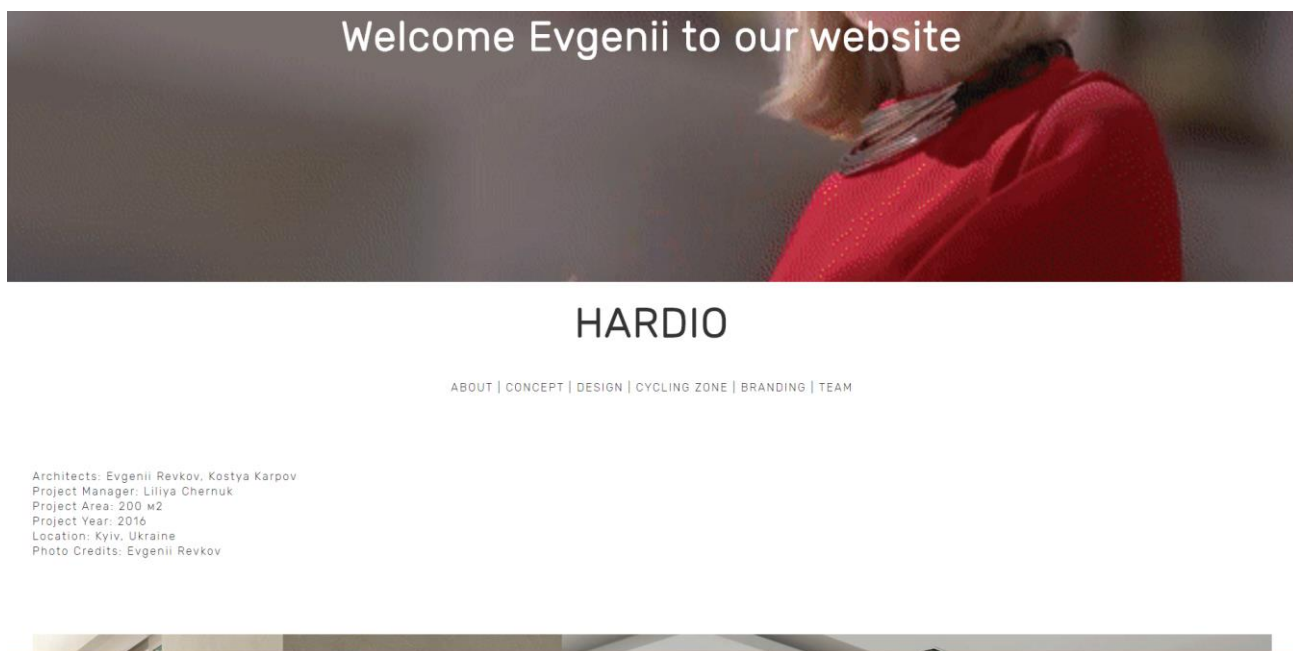 Welcome Evgenii to our website
HARDIO
ABOUT | CONCEPT | DESIGN | CYCLING ZONE | BRANDING | TEAM
Architects: Evgenii Revkov, Kostya Karpov
Project Manager: Liliya Chernuk
Project Area: 200 м2
Project Year: 2016
Location: Kyiv, Ukraine
Photo Credits: Evgenii Revkov